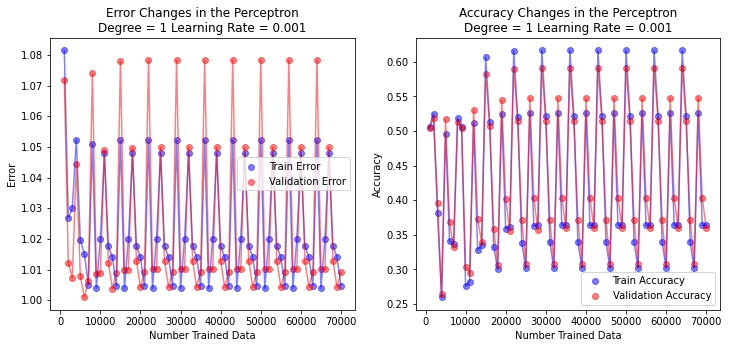 Error Changes in the Perceptron
Degree = 1 Learning Rate = 0.001
1.08
1.07
1.06
1.05
1.04
1.03
1.02
1.01
1.00
Error
Train Error
Validation Error
0 10000 20000 30000 40000 50000 60000 70000
Number Trained Data
Accuracy Changes in the Perceptron
Degree = 1 Learning Rate = 0.001
0.60
0.55
0.50
0.45
0.40
0.35
0.30
0.25
Accuracy
Train Accuracy
Validation Accuracy
0 10000 20000 30000 40000 50000 60000 70000
Number Trained Data